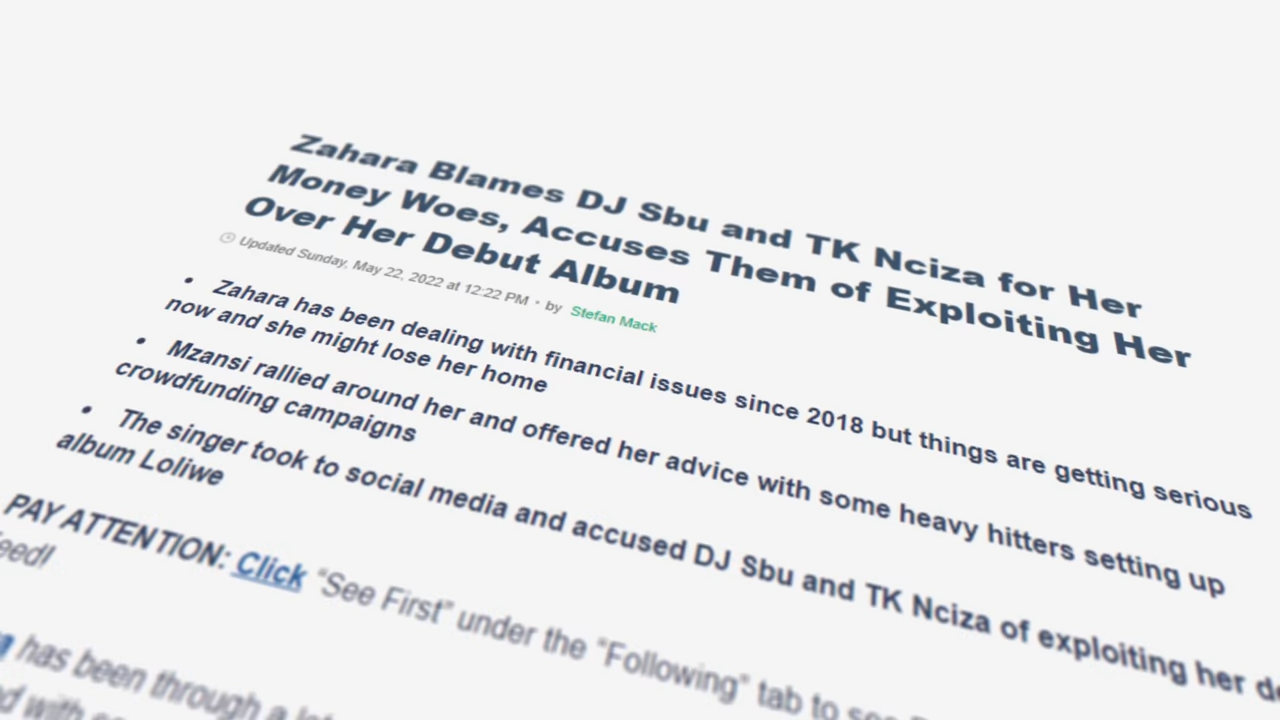 Zahara Blames DJ Sbu and TK Nciza for Her
Money Woes, Accuses Them of Exploiting Her
Over Her Debut Album
Updated Sunday, May 22, 2022 at 12:22 PM • by Stefan Mack
• Zahara has been dealing with financial issues since 2018 but things are getting serious
now and she might lose her home
• Mzansi rallied around her and offered her advice with some heavy hitters setting up
crowdfunding campaigns
• The singer took to social media and accused DJ Sbu and TK Nciza of exploiting her
album Loliwe
PAY ATTENTION: Click “See First” under the “Following” tab to see
has been through a
with